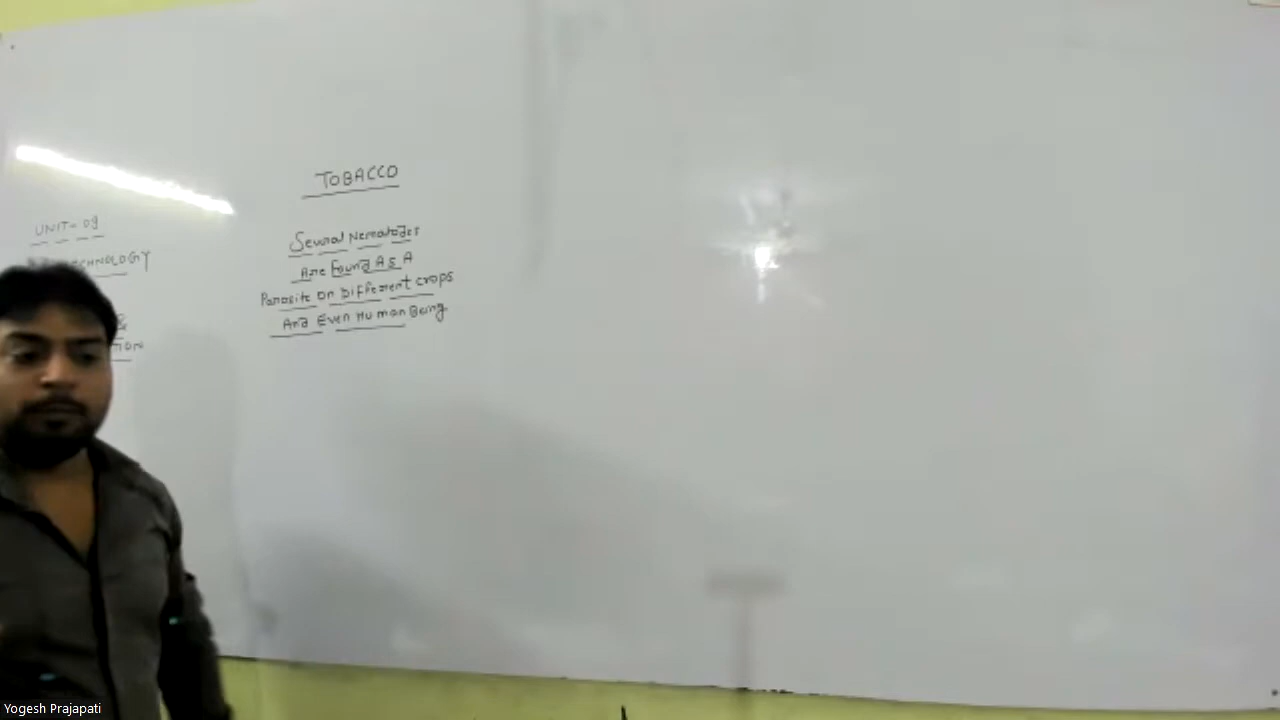 UNIT-09
TOBACCO
Several Nematodes
Are Found As A
Parasite on Different crops
And Even Human Being
&
Yogesh Prajapati